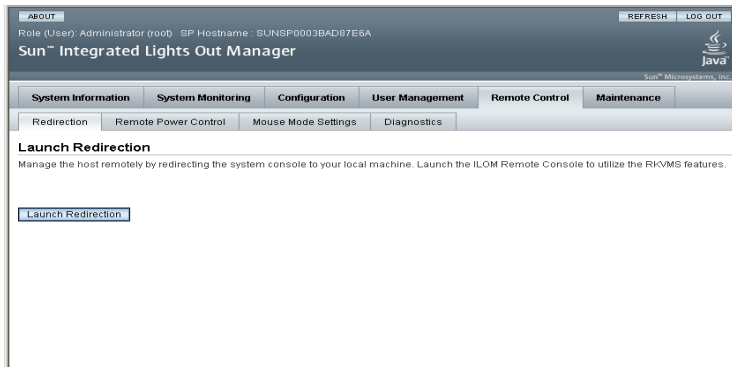 ABOUT REFRESH LOG OUT
Role (User): Administrator (root) SP Hostname : SUNSP0003BAD87E6A
Sun™ Integrated Lights Out Manager
Java
Sun™ Microsystems, Inc.
System Information System Monitoring Configuration User Management Remote Control Maintenance
Redirection Remote Power Control Mouse Mode Settings Diagnostics
Launch Redirection
Manage the host remotely by redirecting the system console to your local machine. Launch the ILOM Remote Console to utilize the RKVMS features.
Launch Redirection